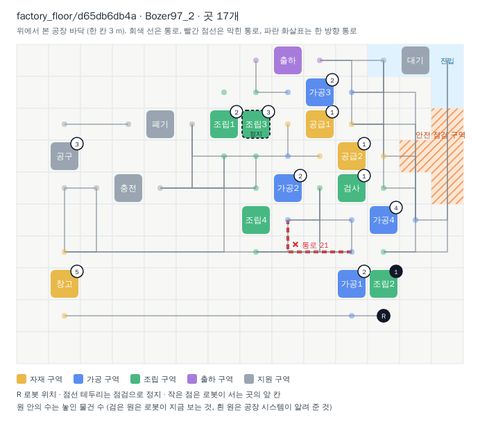 factory_floor/d65db6db4a · Bozer97_2 · 곳 17개
위에서 본 공장 바닥 (한 칸 3 m). 회색 선은 통로, 빨간 점선은 막힌 통로, 빨간 화살표는 한 방향 통로
출하 대기 전팀
2
가공3
2 3 1
폐기 조립1 조립3 공급1
정지 안전 점검 구역
3 1
공구 공급2
2 1
충전 가공2 검사
4
조립4 가공4
✖ 통로 21
5 2 1
창고 가공1 조립2
R
자재 구역 가공 구역 조립 구역 출하 구역 지원 구역
R 로봇 위치 · 점선 테두리는 점검으로 정지 · 작은 점은 로봇이 서는 곳의 앞 칸
원 안의 수는 놓인 물건 수 (검은 원은 로봇이 지금 보는 것, 흰 원은 공장 시스템이 알려 준 것)